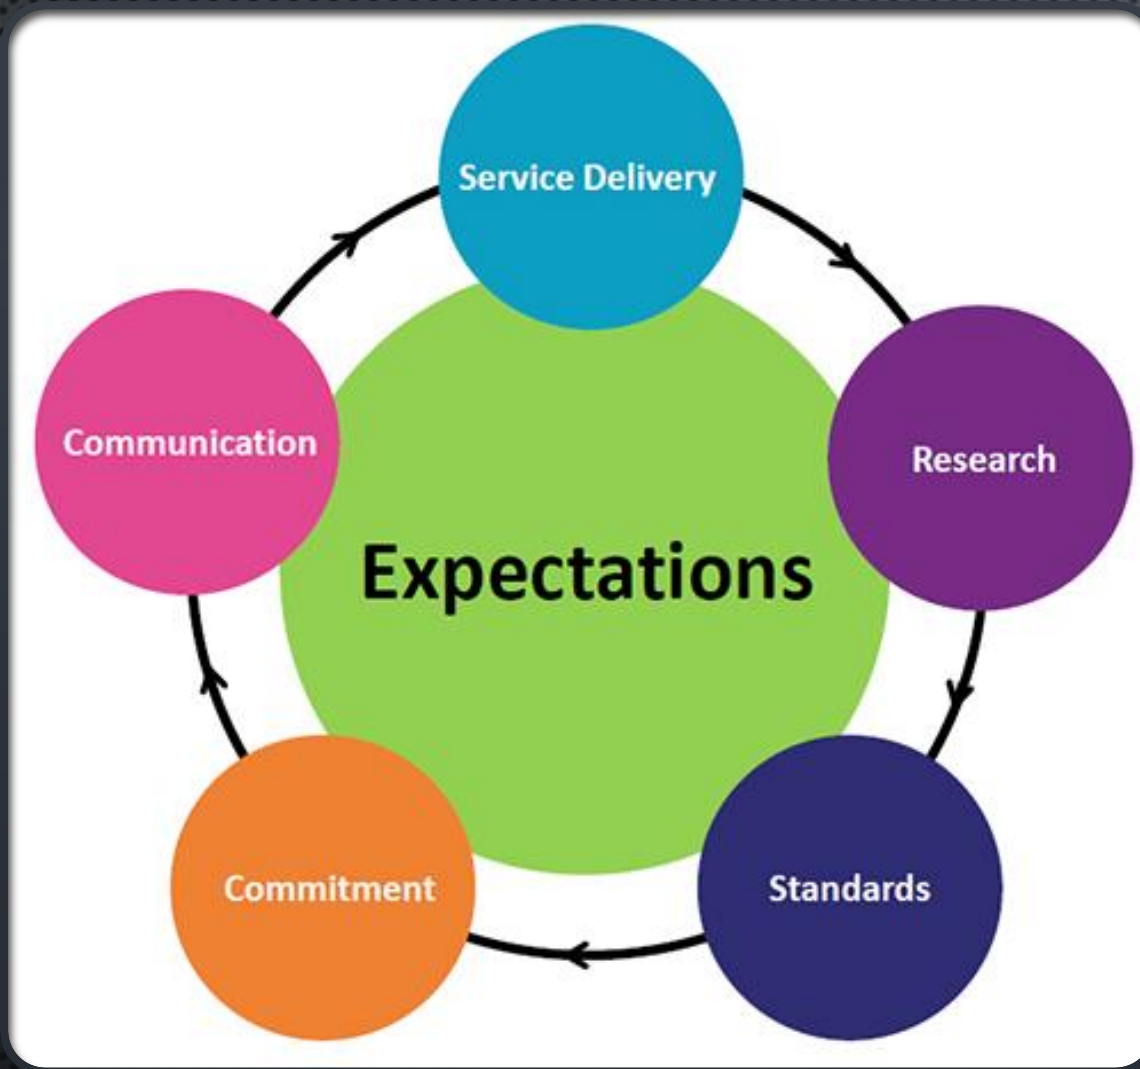 Service Delivery
Communication
Research
Expectations
Commitment
Standards